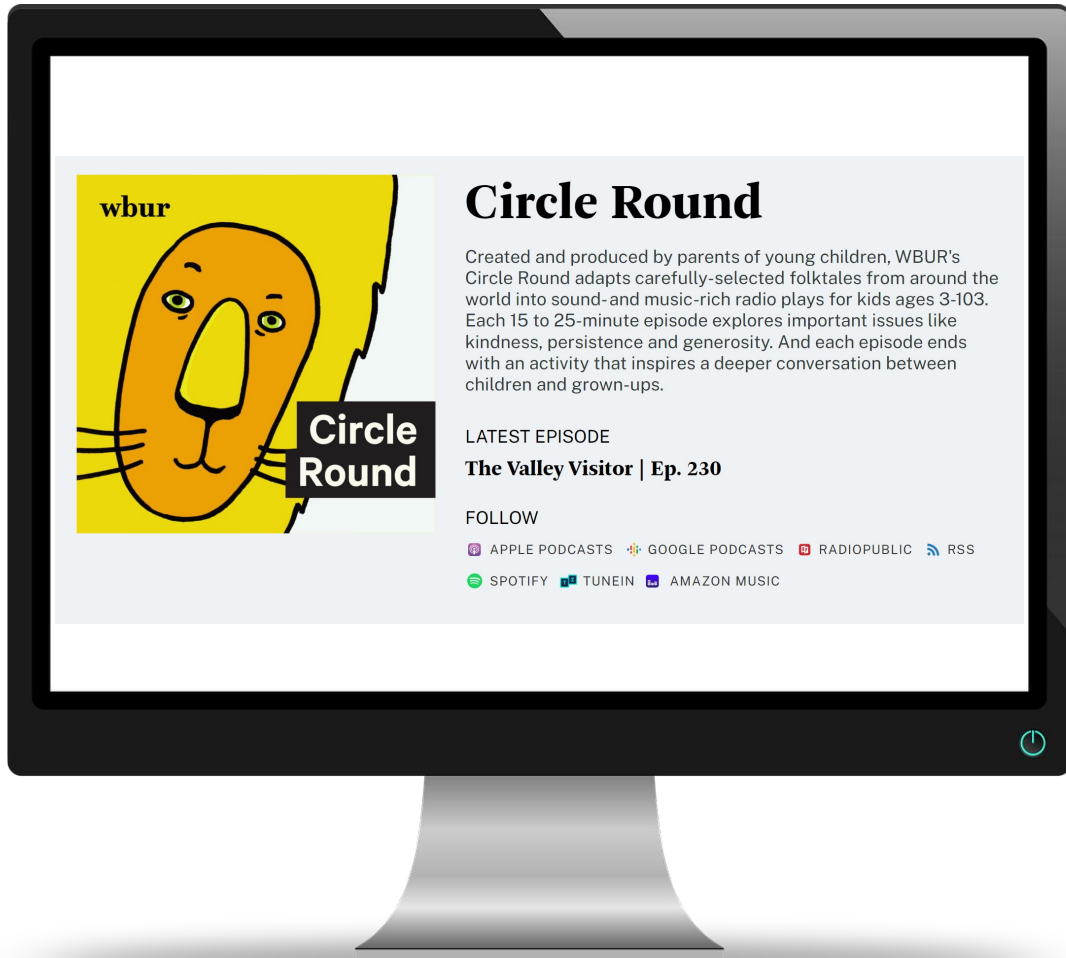 wbur
Circle
Round
Circle Round
Created and produced by parents of young children, WBUR's
Circle Round adapts carefully-selected folktales from around the
world into sound- and music-rich radio plays for kids ages 3-103.
Each 15 to 25-minute episode explores important issues like
kindness, persistence and generosity. And each episode ends
with an activity that inspires a deeper conversation between
children and grown-ups.
LATEST EPISODE
The Valley Visitor | Ep. 230
FOLLOW
APPLE PODCASTS GOOGLE PODCASTS RADIOPUBLIC RSS
SPOTIFY TUNEIN AMAZON MUSIC